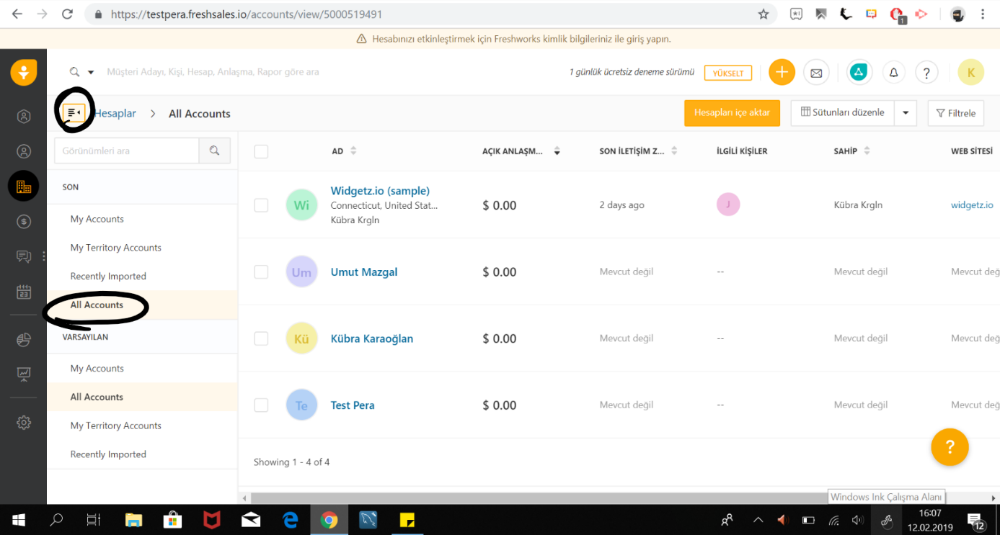 https://testpera.freshsales.io/accounts/view/5000519491
1
Hesabınızı etkinleştirmek için Freshworks kimlik bilgileriniz ile giriş yapın.
Müşteri Adayı, Kişi, Hesap, Anlaşma, Rapor göre ara
1 günlük ücretsiz deneme sürümü
YÜKSELT
?
K
Hesaplar > All Accounts
Hesapları içe aktar
Sütunları düzenle
Filtrele
Görünümleri ara
SON
My Accounts
My Territory Accounts
Recently Imported
All Accounts
VARSAYILAN
My Accounts
All Accounts
My Territory Accounts
Recently Imported
23
AD AÇIK ANLAŞM... SON İLETİŞİM Z... İLGİLİ KİŞİLER SAHİP WEB SİTESİ
Wi Widgetz.io (sample) $ 0.00 2 days ago J Kübra Krgln widgetz.io
Connecticut, United Stat...
Kübra Krgln
Um Umut Mazgal $ 0.00 Mevcut değil -- Mevcut değil Mevcut değ
Kü Kübra Karaoğlan $ 0.00 Mevcut değil -- Mevcut değil Mevcut değ
Te Test Pera $ 0.00 Mevcut değil -- Mevcut değil Mevcut değ
Showing 1 - 4 of 4
?
Windows Ink Çalışma Alanı
16:07
12.02.2019
12